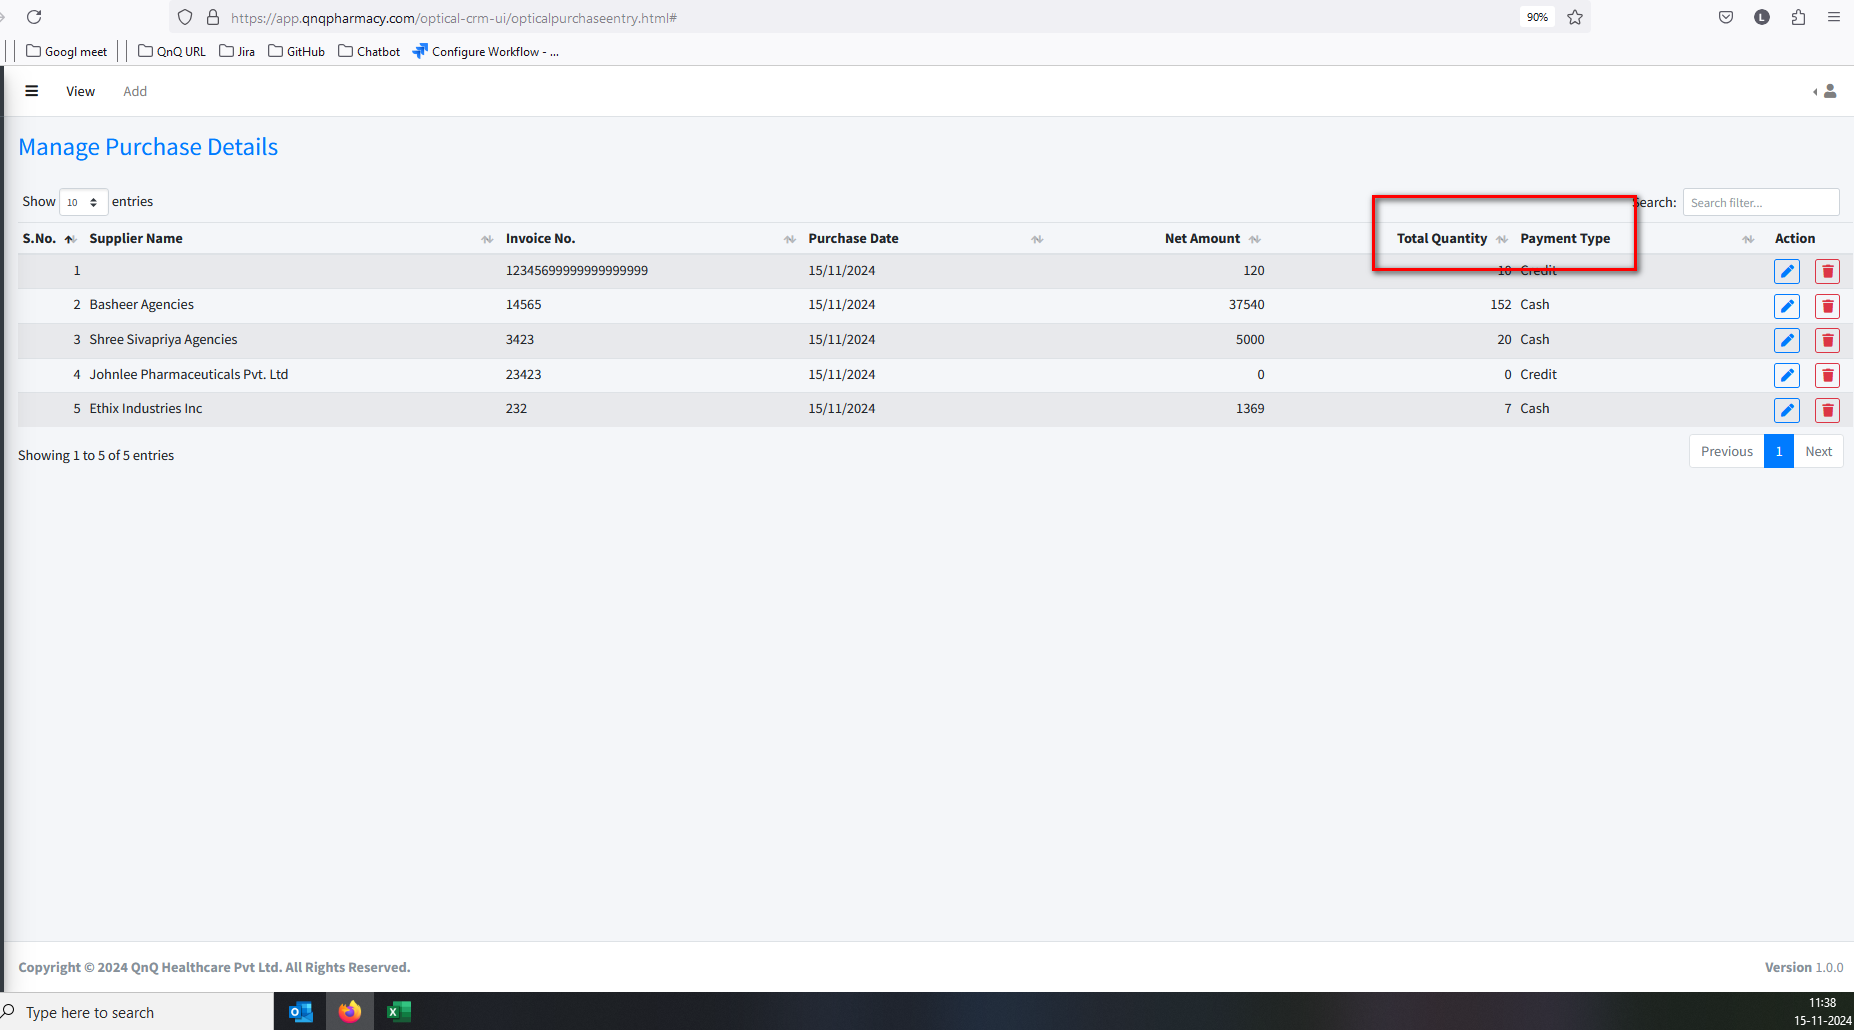 https://app.qnqpharmacy.com/optical-crm-ui/opticalpurchaseentry.html# 90% L
Googl meet QnQ URL Jira GitHub Chatbot Configure Workflow - ...
View Add
Manage Purchase Details
Show 10 entries Search: Search filter...
S.No. Supplier Name Invoice No. Purchase Date Net Amount Total Quantity Payment Type Action
1 12345699999999999999 15/11/2024 120 10 Credit
2 Basheer Agencies 14565 15/11/2024 37540 152 Cash
3 Shree Sivapriya Agencies 3423 15/11/2024 5000 20 Cash
4 Johnlee Pharmaceuticals Pvt. Ltd 23423 15/11/2024 0 0 Credit
5 Ethix Industries Inc 232 15/11/2024 1369 7 Cash
Showing 1 to 5 of 5 entries Previous 1 Next
Copyright © 2024 QnQ Healthcare Pvt Ltd. All Rights Reserved. Version 1.0.0
Type here to search
11:38
15-11-2024